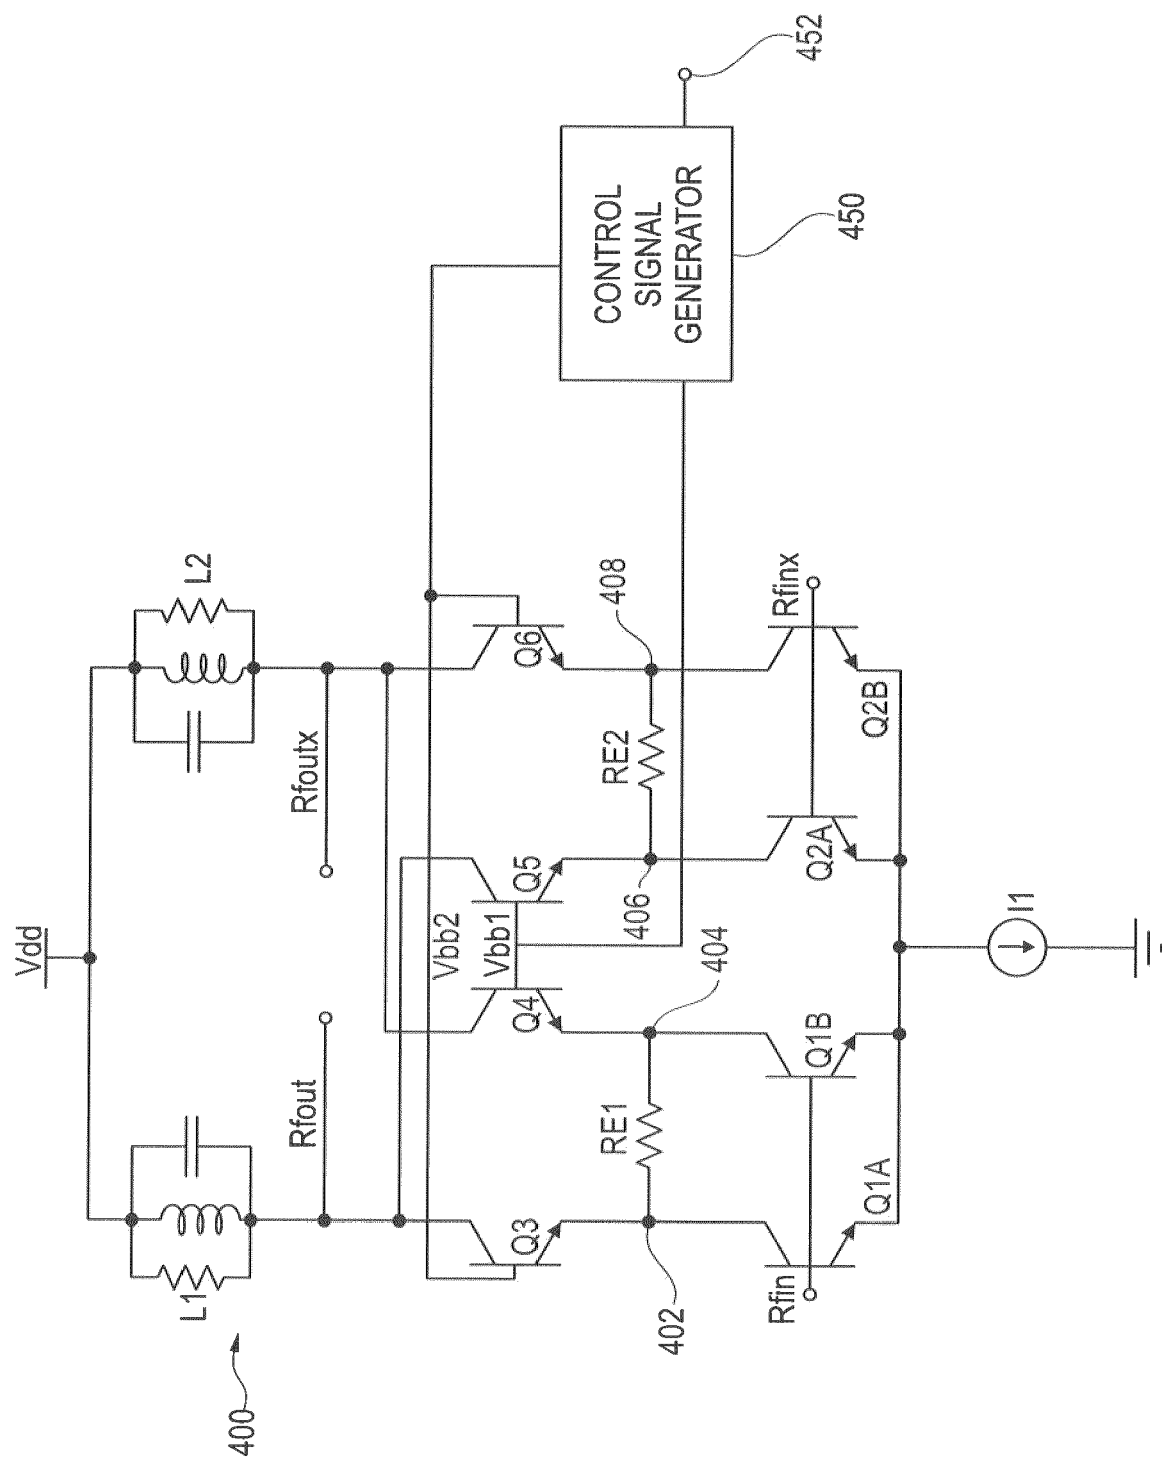 400
Vdd
L1
L2
Rfout
Rfoutx
452
CONTROL
SIGNAL
GENERATOR
450
Vbb2
Vbb1
Q3
Q4
Q5
Q6
402
RE1
404
406
RE2
408
Rfin
Q1A
Q1B
Q2A
Q2B
Rfinx
I1